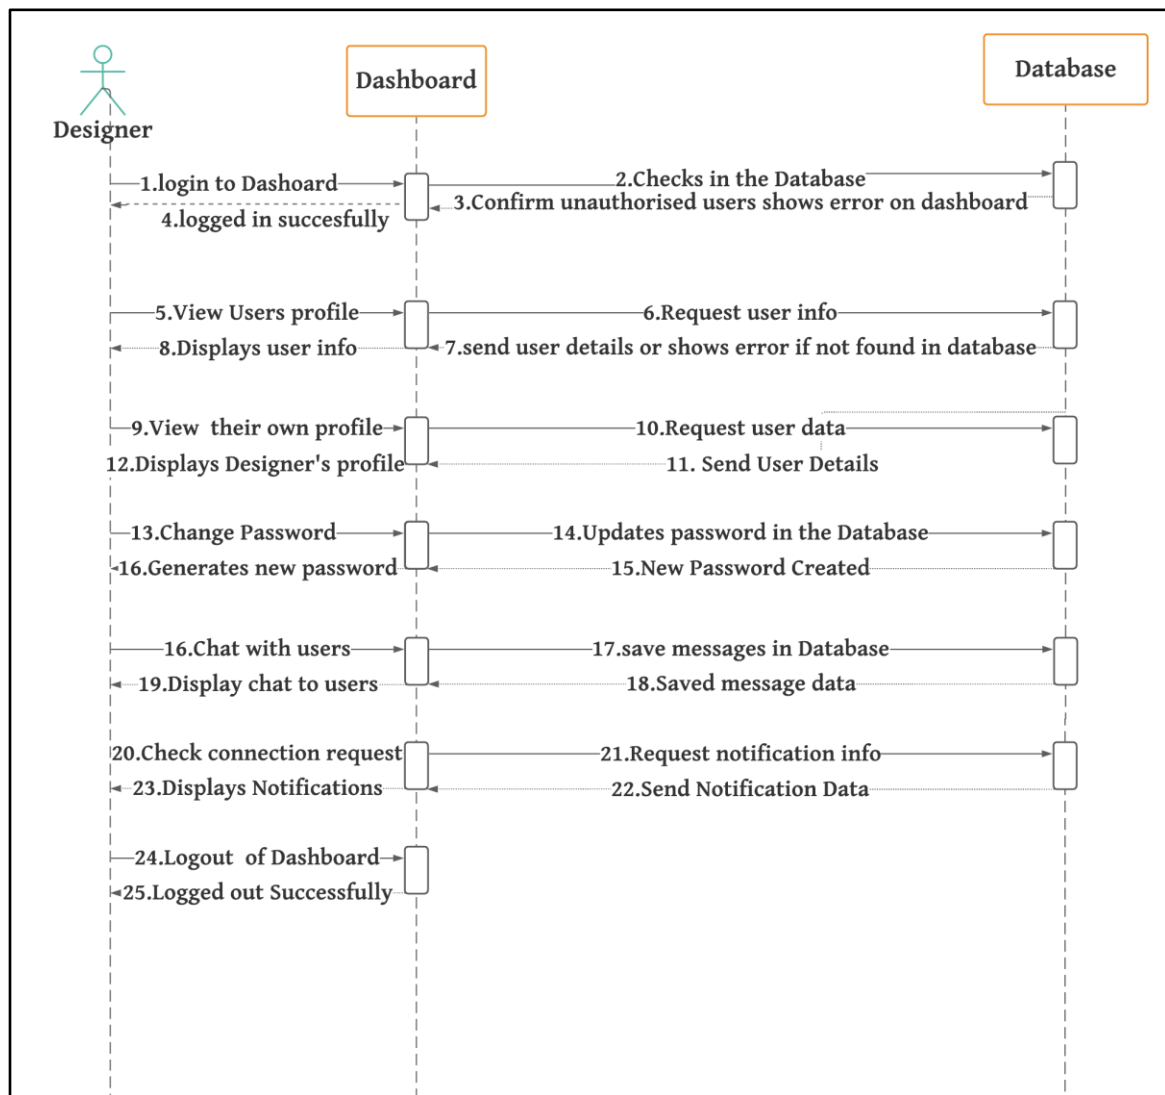 Designer
Dashboard
Database
1.login to Dashoard
2.Checks in the Database
3.Confirm unauthorised users shows error on dashboard
4.logged in succesfully
5.View Users profile
6.Request user info
7.send user details or shows error if not found in database
8.Displays user info
9.View their own profile
10.Request user data
11. Send User Details
12.Displays Designer's profile
13.Change Password
14.Updates password in the Database
15.New Password Created
16.Generates new password
16.Chat with users
17.save messages in Database
18.Saved message data
19.Display chat to users
20.Check connection request
21.Request notification info
22.Send Notification Data
23.Displays Notifications
24.Logout of Dashboard
25.Logged out Successfully